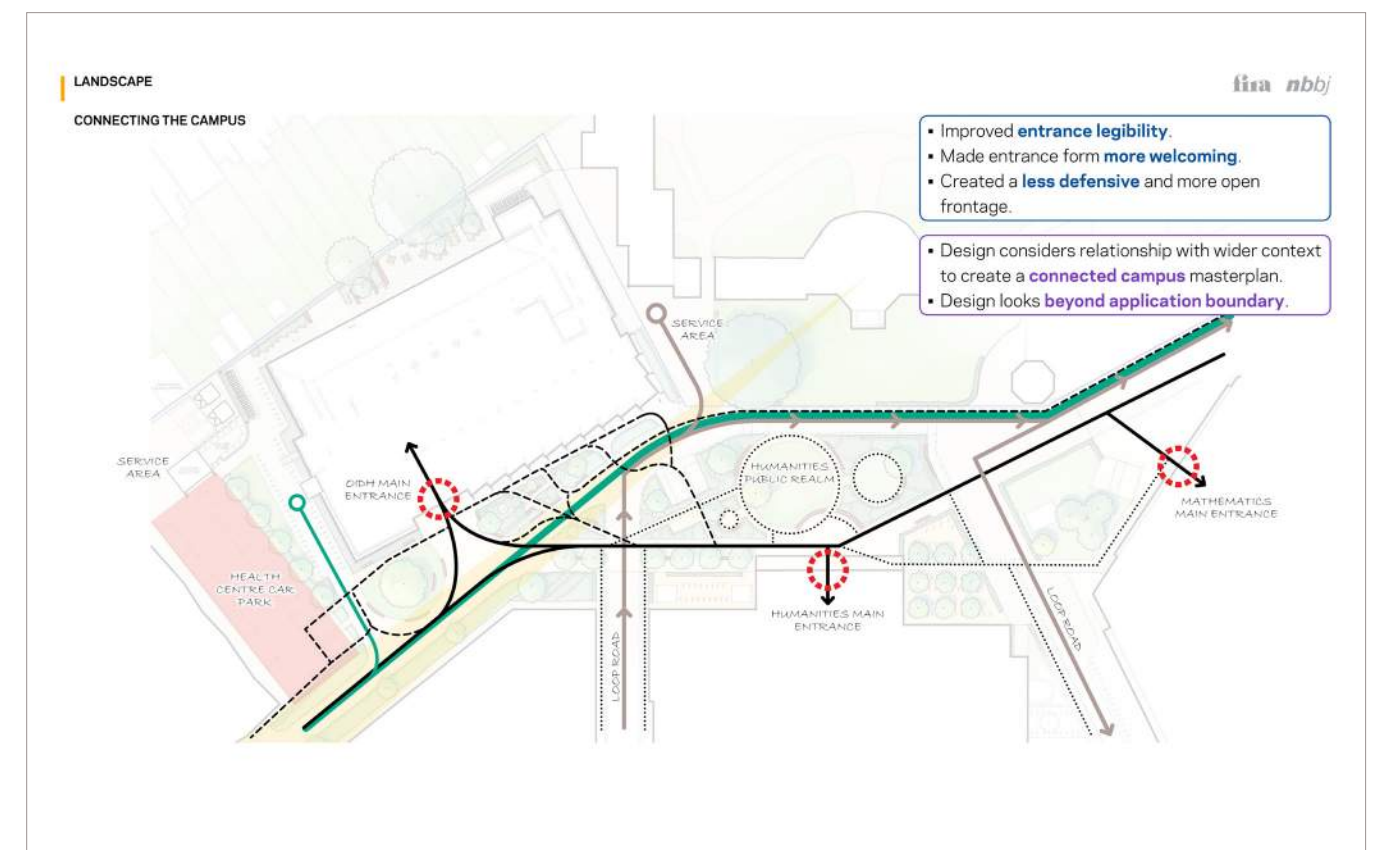 LANDSCAPE
fira nbbj
CONNECTING THE CAMPUS
▪ Improved entrance legibility.
▪ Made entrance form more welcoming.
▪ Created a less defensive and more open
frontage.
▪ Design considers relationship with wider context
to create a connected campus masterplan.
▪ Design looks beyond application boundary.
SERVICE
AREA
SERVICE
AREA
OIDH MAIN
ENTRANCE
HUMANITIES
PUBLIC REALM
MATHEMATICS
MAIN ENTRANCE
HEALTH
CENTRE CAR
PARK
HUMANITIES MAIN
ENTRANCE
LOOP ROAD
LOOP ROAD